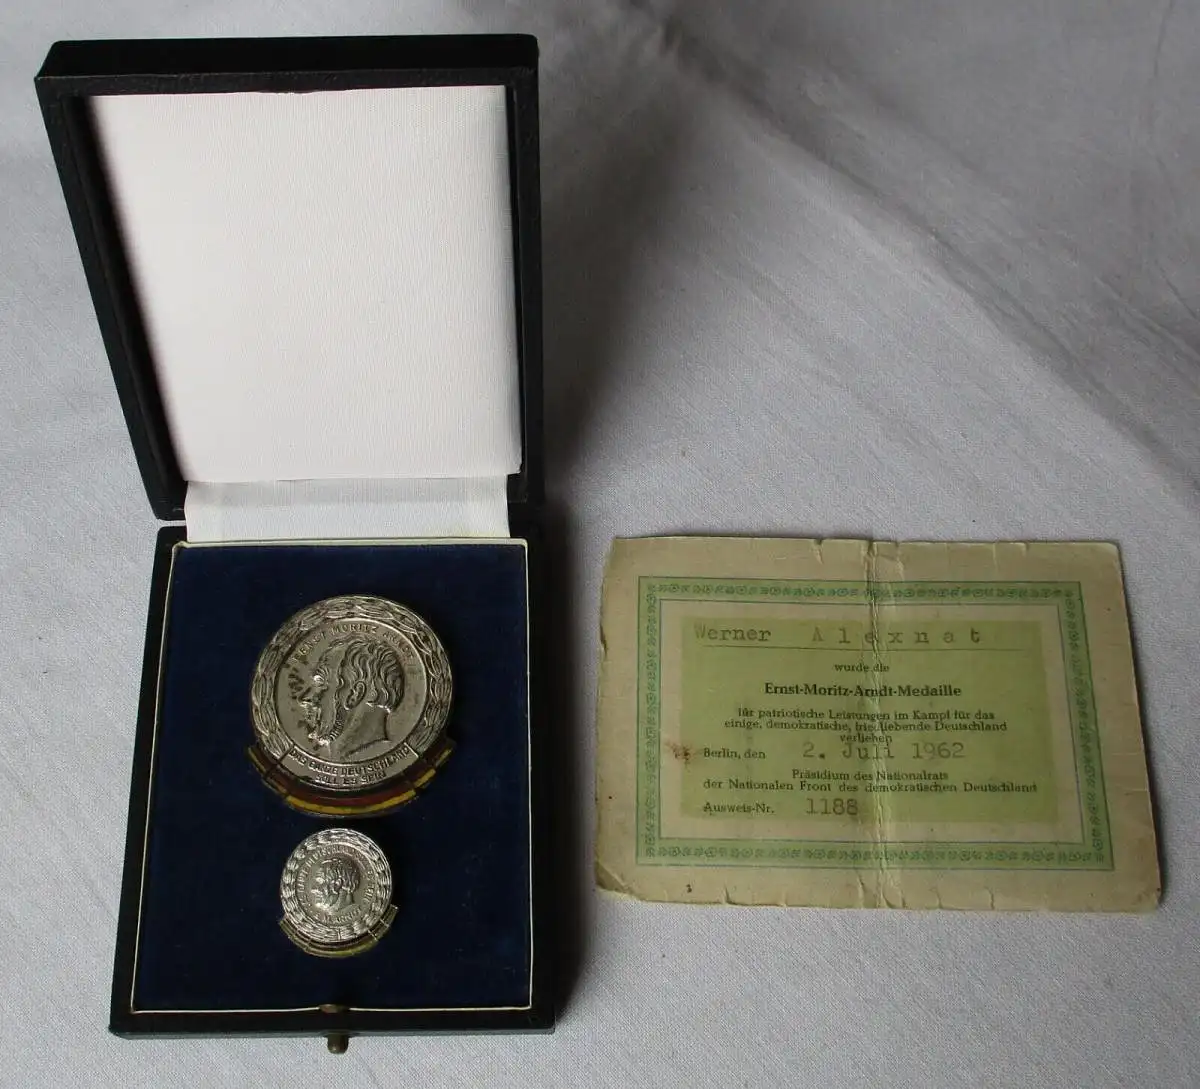 ERNST MORITZ ARNDT
DAS GANZE DEUTSCHLAND
SOLL ES SEIN
Werner Alexnat
wurde die
Ernst-Moritz-Arndt-Medaille
für patriotische Leistungen im Kampf für das
einige, demokratische, friedliebende Deutschland
verliehen
Berlin, den 2. Juli 1962
Präsidium des Nationalrats
der Nationalen Front des demokratischen Deutschland
Ausweis-Nr. 1188